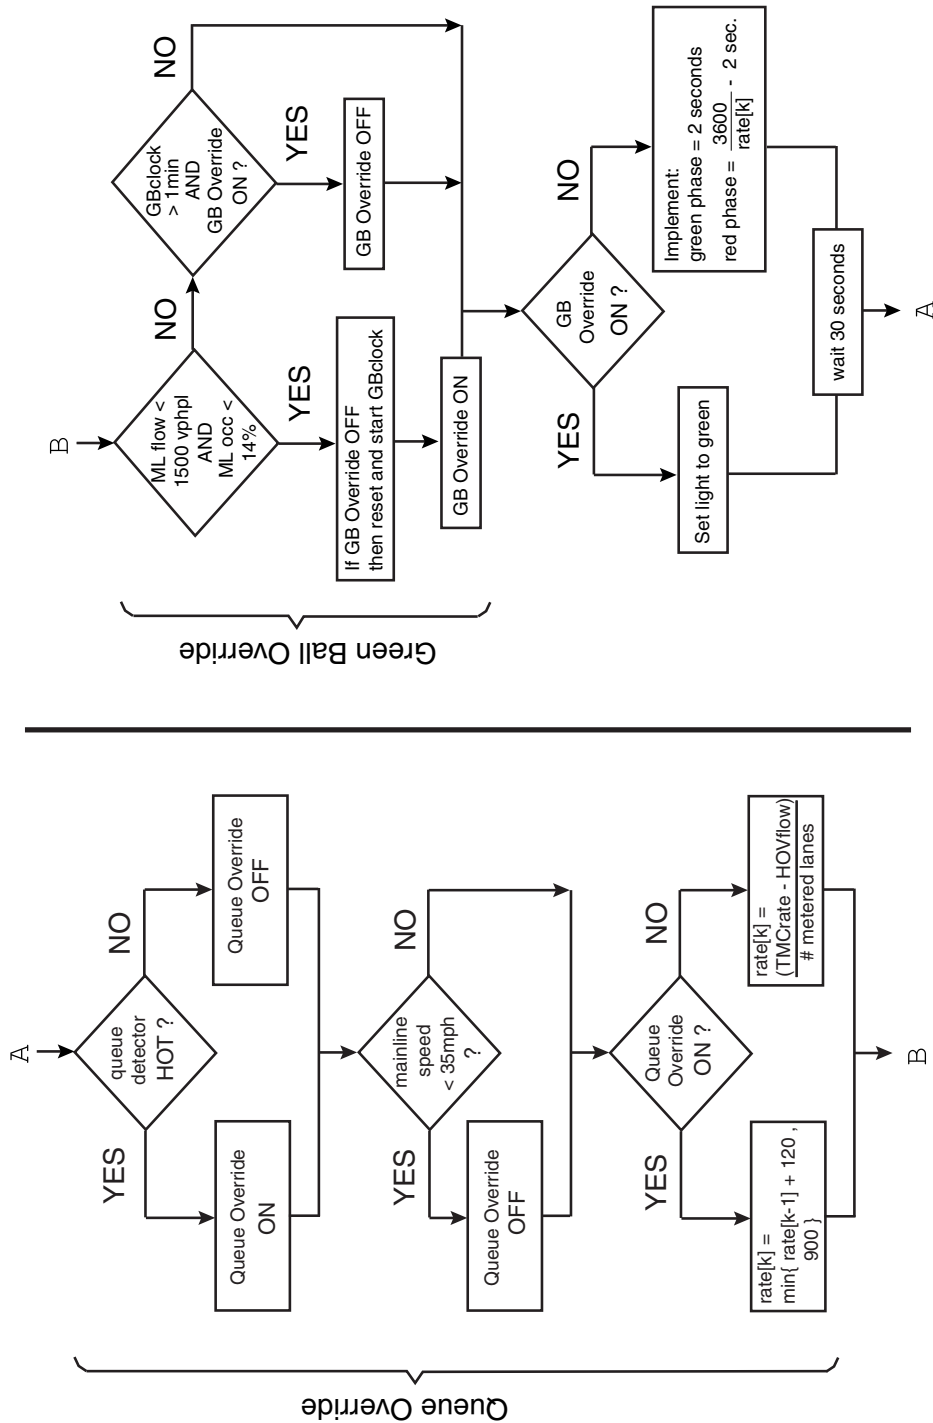 Queue Override
A
queue
detector
HOT ?
YES
NO
Queue Override
ON
Queue Override
OFF
mainline
speed
< 35mph
?
YES
NO
Queue Override
OFF
Queue
Override
ON ?
YES
NO
rate[k] =
min{ rate[k-1] + 120 ,
900 }
rate[k] =
(TMCrate - HOVflow)
# metered lanes
B
Green Ball Override
B
ML flow <
1500 vphpl
AND
ML occ <
14%
NO
YES
GBclock
> 1min
AND
GB Override
ON ?
NO
YES
If GB Override OFF
then reset and start GBclock
GB Override OFF
GB Override ON
GB
Override
ON ?
YES
NO
Set light to green
Implement:
green phase = 2 seconds
red phase = 3600 / rate[k] - 2 sec.
wait 30 seconds
A